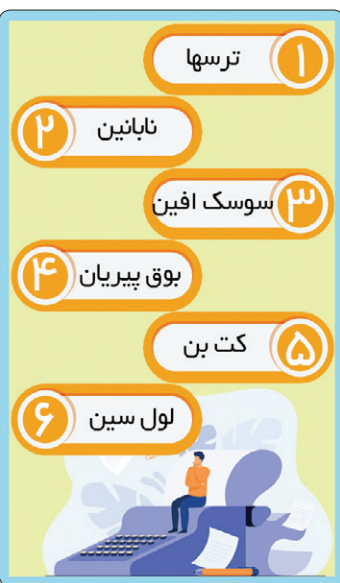 ۱ ترسها
۲ نابانین
۳ سوسک افین
۴ بوق پیریان
۵ کت بن
۶ لول سین